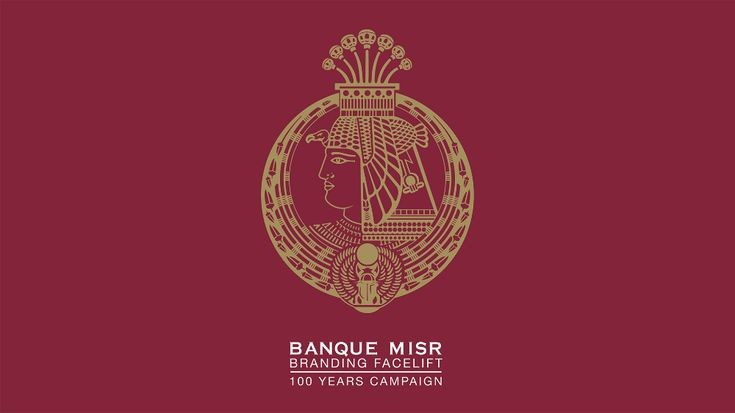 BANQUE MISR
BRANDING FACELIFT
100 YEARS CAMPAIGN